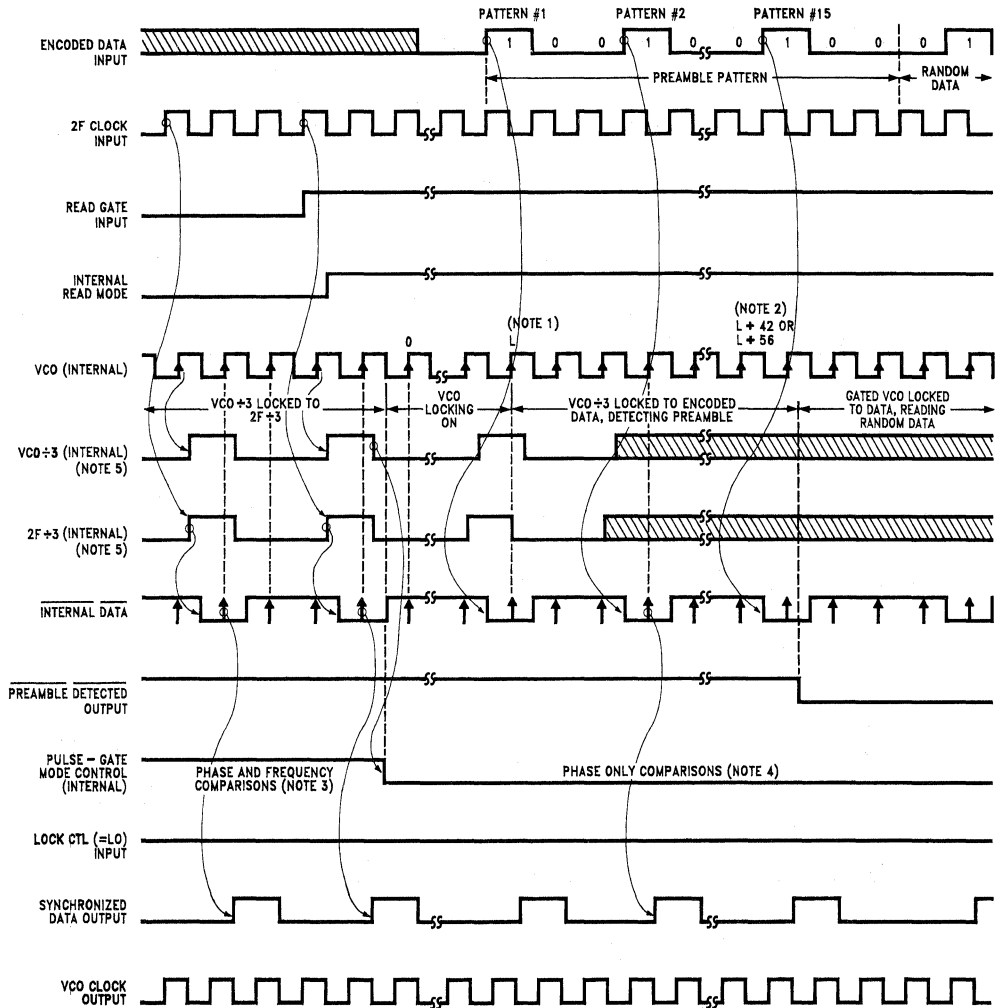 PATTERN #1 PATTERN #2 PATTERN #15
ENCODED DATA
INPUT
1 0 0 1 0 0 1 0 0 0 1
PREAMBLE PATTERN
RANDOM
DATA
2F CLOCK
INPUT
SS
READ GATE
INPUT
SS SS
INTERNAL
READ MODE
SS SS
(NOTE 1)
L
(NOTE 2)
L + 42 OR
L + 56
0
VCO (INTERNAL)
VCO÷3 LOCKED TO
2F÷3
VCO
LOCKING
ON
VCO÷3 LOCKED TO ENCODED
DATA, DETECTING PREAMBLE
GATED VCO LOCKED
TO DATA, READING
RANDOM DATA
VCO÷3 (INTERNAL)
(NOTE 5)
2F÷3 (INTERNAL)
(NOTE 5)
INTERNAL DATA
PREAMBLE DETECTED
OUTPUT
PULSE – GATE
MODE CONTROL
(INTERNAL)
PHASE AND FREQUENCY
COMPARISONS (NOTE 3)
PHASE ONLY COMPARISONS (NOTE 4)
LOCK CTL (=LO)
INPUT
SYNCHRONIZED
DATA OUTPUT
VCO CLOCK
OUTPUT